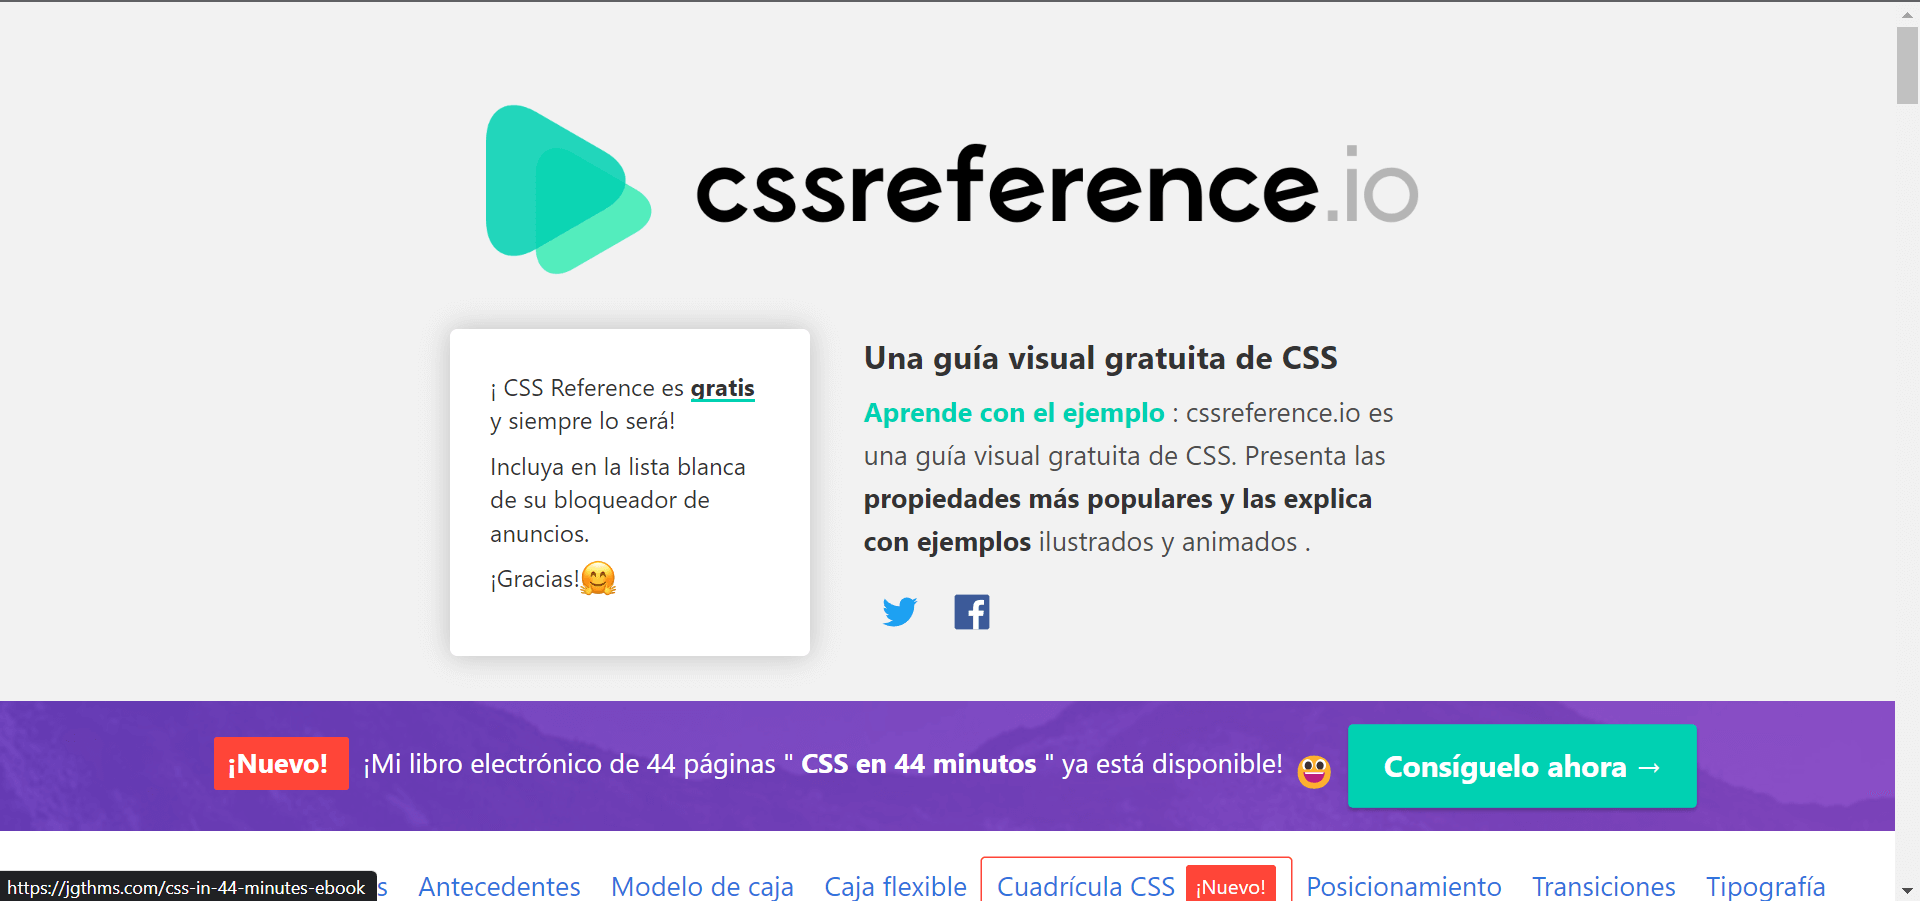 cssreference.io
¡ CSS Reference es gratis
y siempre lo será!
Incluya en la lista blanca
de su bloqueador de
anuncios.
¡Gracias!
Una guía visual gratuita de CSS
Aprende con el ejemplo : cssreference.io es
una guía visual gratuita de CSS. Presenta las
propiedades más populares y las explica
con ejemplos ilustrados y animados .
¡Nuevo! ¡Mi libro electrónico de 44 páginas " CSS en 44 minutos " ya está disponible! Consíguelo ahora →
Antecedentes Modelo de caja Caja flexible Cuadrícula CSS ¡Nuevo! Posicionamiento Transiciones Tipografía
https://jgthms.com/css-in-44-minutes-ebook